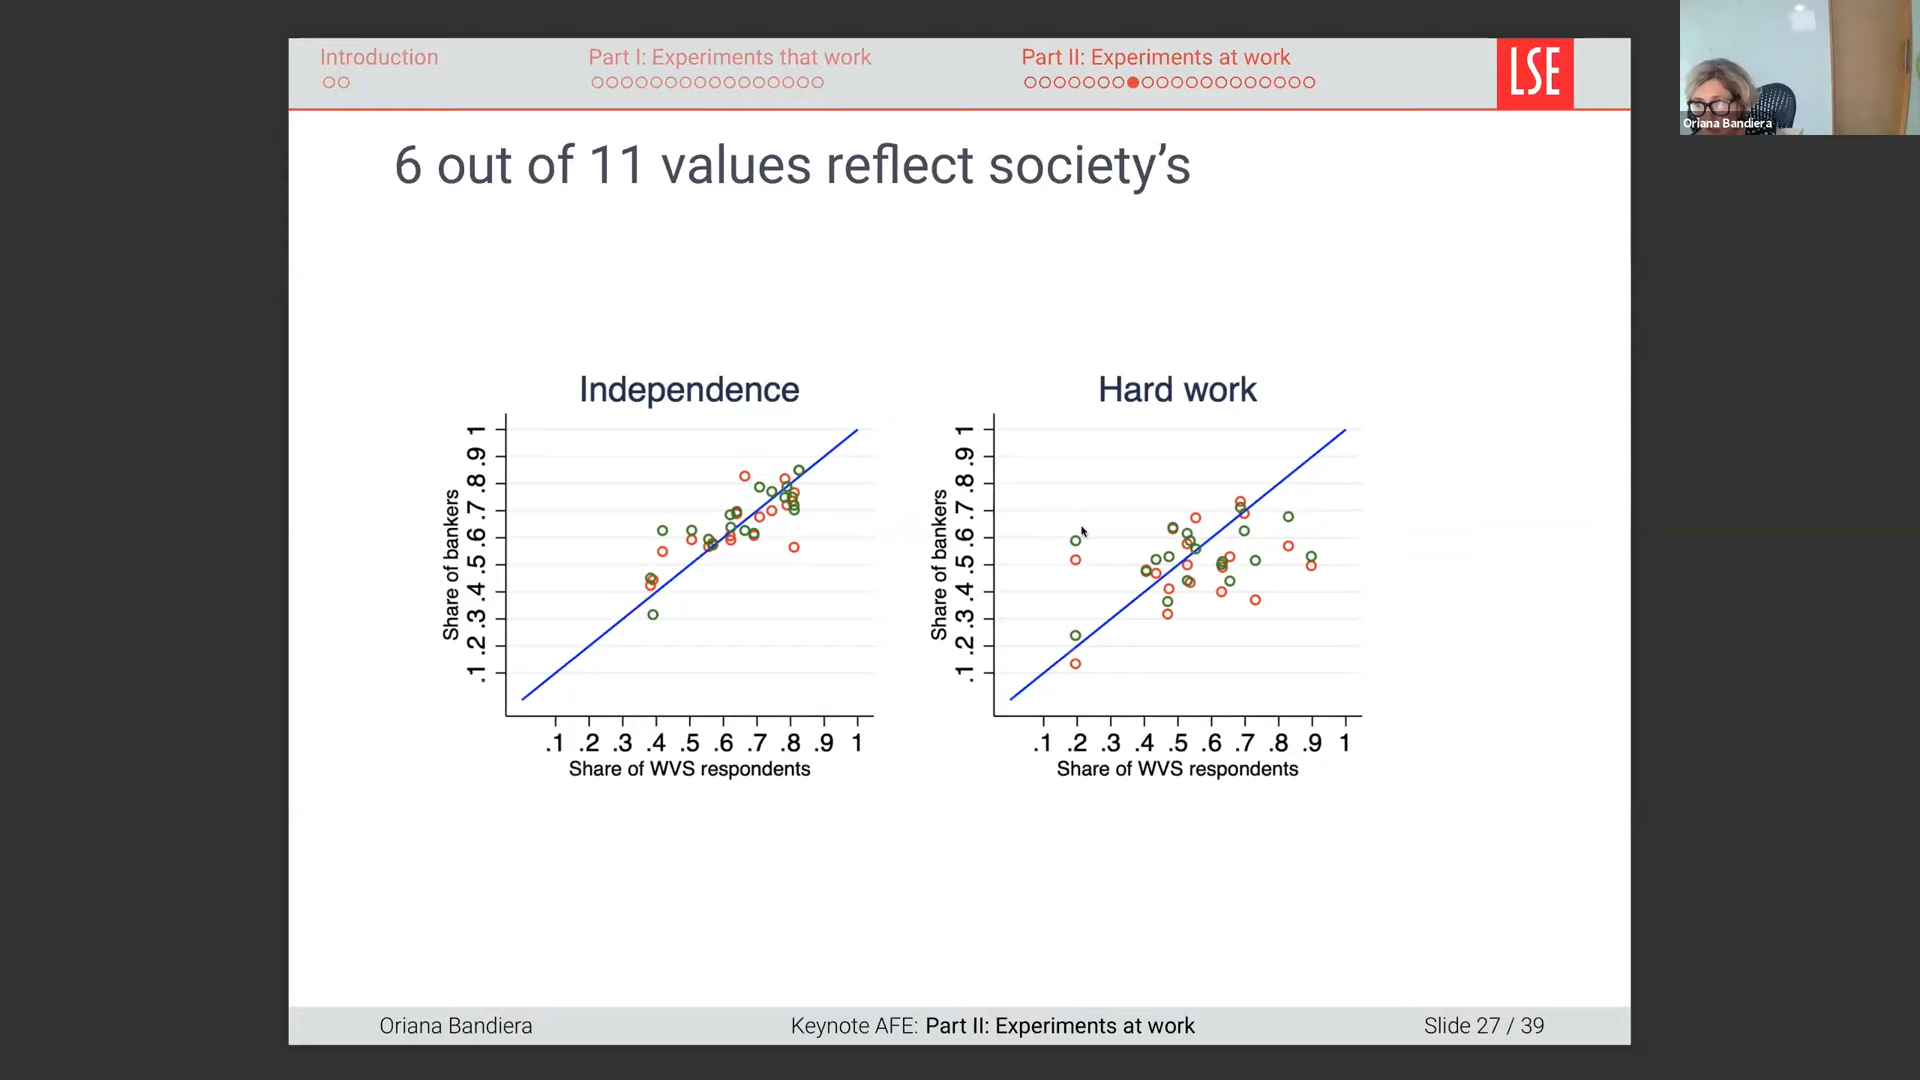 Introduction
Part I: Experiments that work
Part II: Experiments at work
LSE
Oriana Bandiera
6 out of 11 values reflect society’s
Independence
Share of bankers
1
.9
.8
.7
.6
.5
.4
.3
.2
.1
.1 .2 .3 .4 .5 .6 .7 .8 .9 1
Share of WVS respondents
Hard work
Share of bankers
1
.9
.8
.7
.6
.5
.4
.3
.2
.1
.1 .2 .3 .4 .5 .6 .7 .8 .9 1
Share of WVS respondents
Oriana Bandiera
Keynote AFE: Part II: Experiments at work
Slide 27 / 39